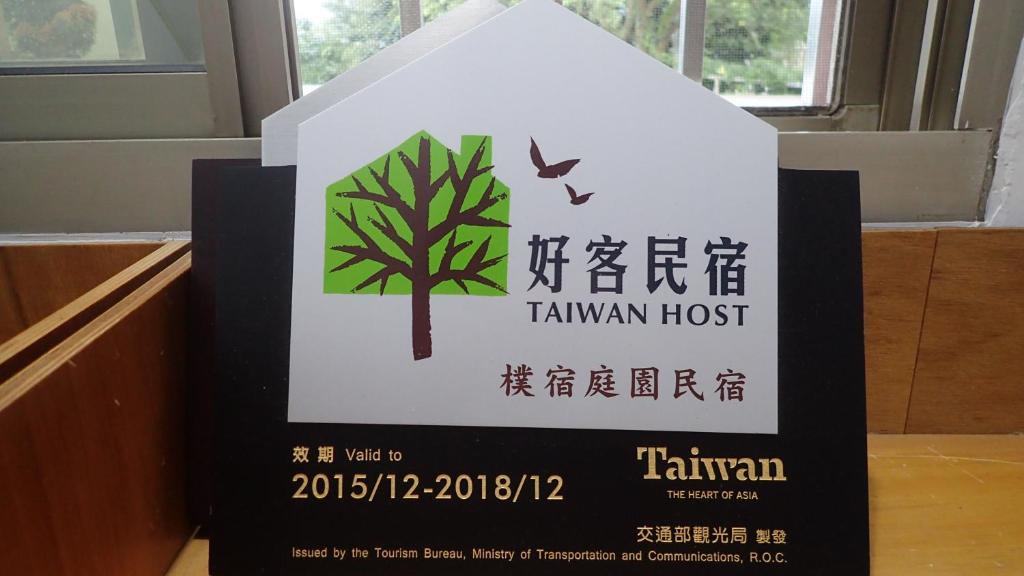 好客民宿
TAIWAN HOST
樸宿庭園民宿
效期 Valid to
2015/12-2018/12
Taiwan
THE HEART OF ASIA
交通部觀光局 製發
Issued by the Tourism Bureau, Ministry of Transportation and Communications, R.O.C.